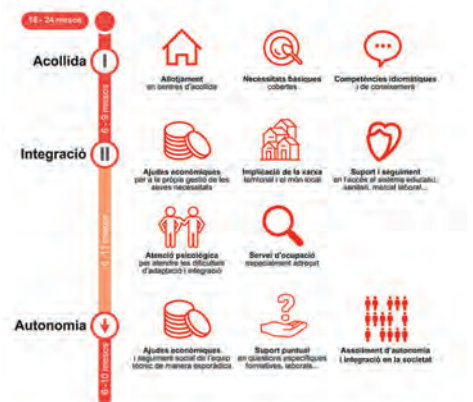 18 - 24 mesos
Acollida
I
Allotjament
en centres d'acollida
Necessitats bàsiques
cobertes
Competències idiomàtiques
i de coneixement
6 - 9 mesos
Integració
II
Ajudes econòmiques
per a la pròpia gestió de les
seves necessitats
Implicació de la xarxa
territorial i el món local
Suport i seguiment
en l'accés al sistema educatiu,
sanitari, mercat laboral...
Atenció psicològica
per atendre les dificultats
d'adaptació i integració
Servei d'ocupació
especialment adreçat
11 mesos
Autonomia
Ajudes econòmiques
i seguiment social de l'equip
tècnic de manera esporàdica
?
Suport puntual
en qüestions específiques
formatives, laborals...
Assoliment d'autonomia
i integració en la societat
6 -10 mesos